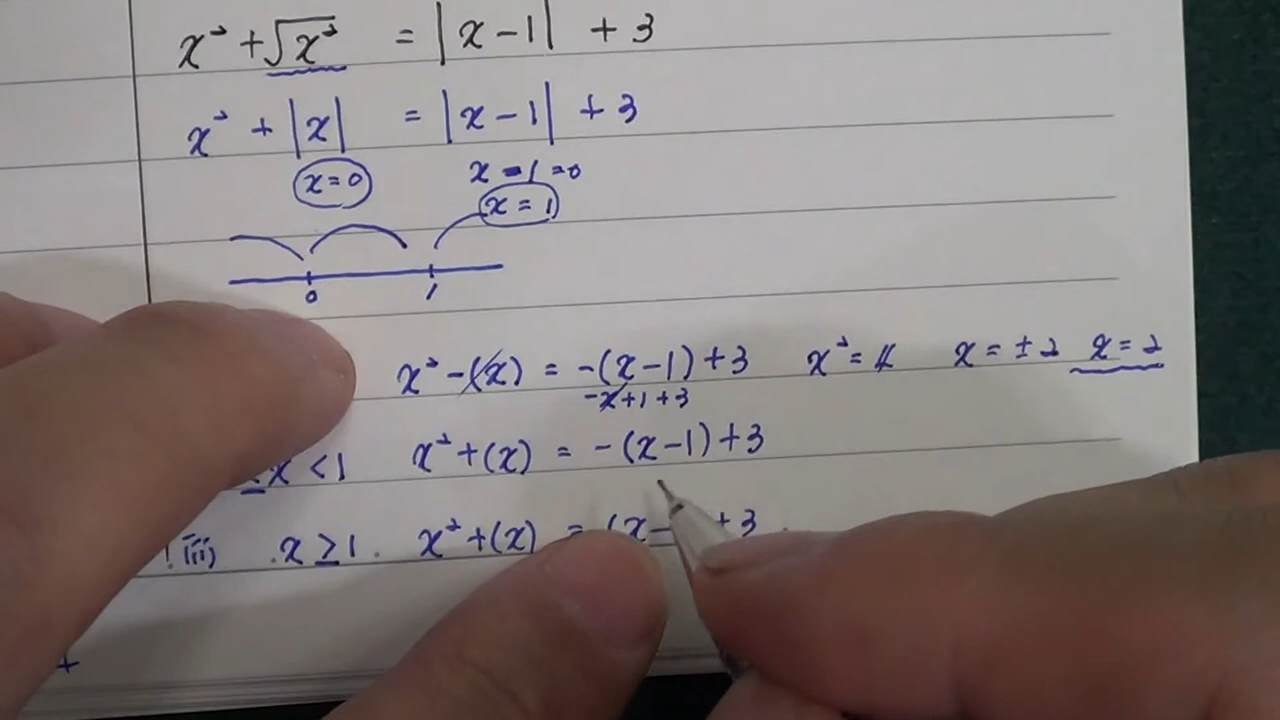 x² + √x² = |x-1| + 3
x² + |x| = |x-1| + 3
x=0 x-1=0
x=1
0 1
x² -(x) = -(x-1)+3 x²=4 x=±2 x=2
-x+1+3
x<1 x²+(x) = -(x-1)+3
iii) x≥1. x²+(x) = (x- +3
+